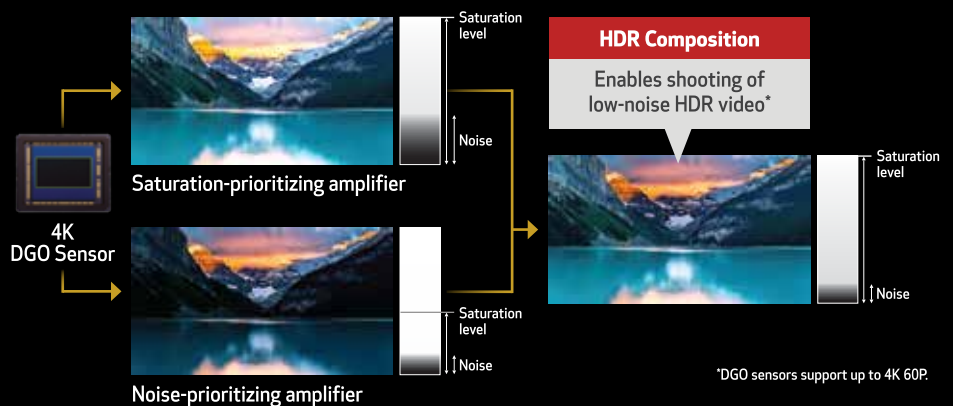 4K
DGO Sensor
Saturation
level
Noise
Saturation-prioritizing amplifier
Saturation
level
Noise
Noise-prioritizing amplifier
HDR Composition
Enables shooting of
low-noise HDR video*
Saturation
level
Noise
*DGO sensors support up to 4K 60P.